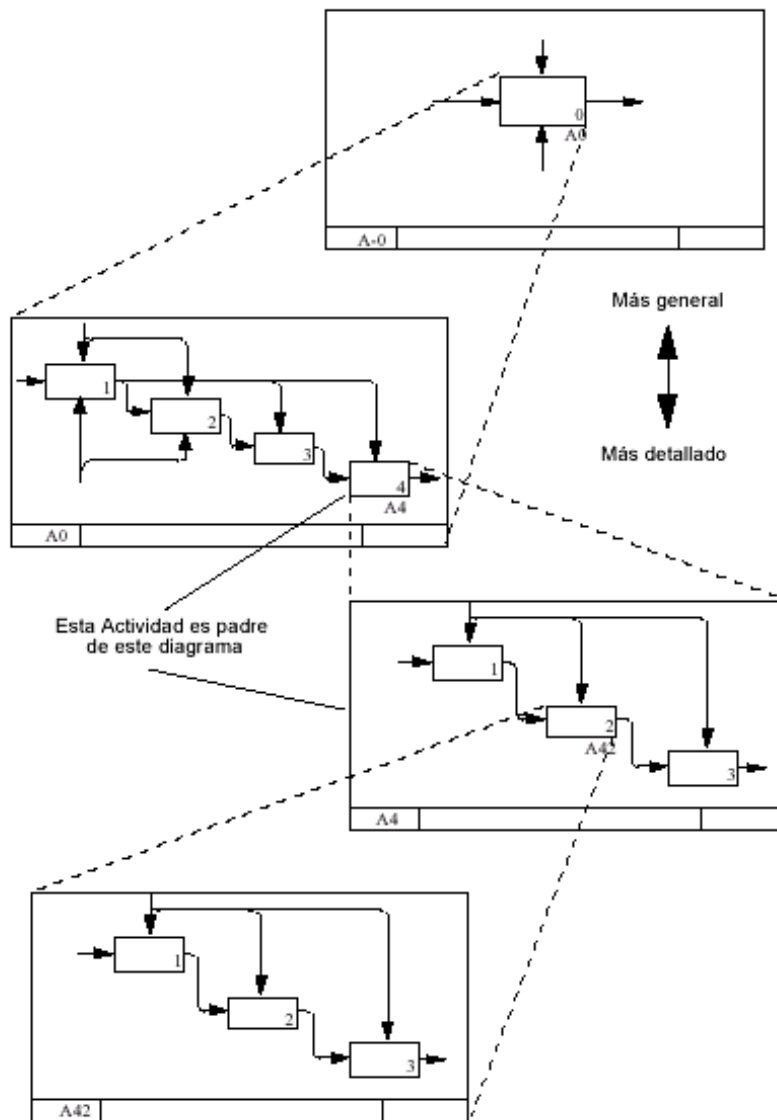 0
A0
A-0
Más general
Más detallado
1
2
3
4
A4
A0
Esta Actividad es padre
de este diagrama
1
2
A42
3
A4
1
2
3
A42